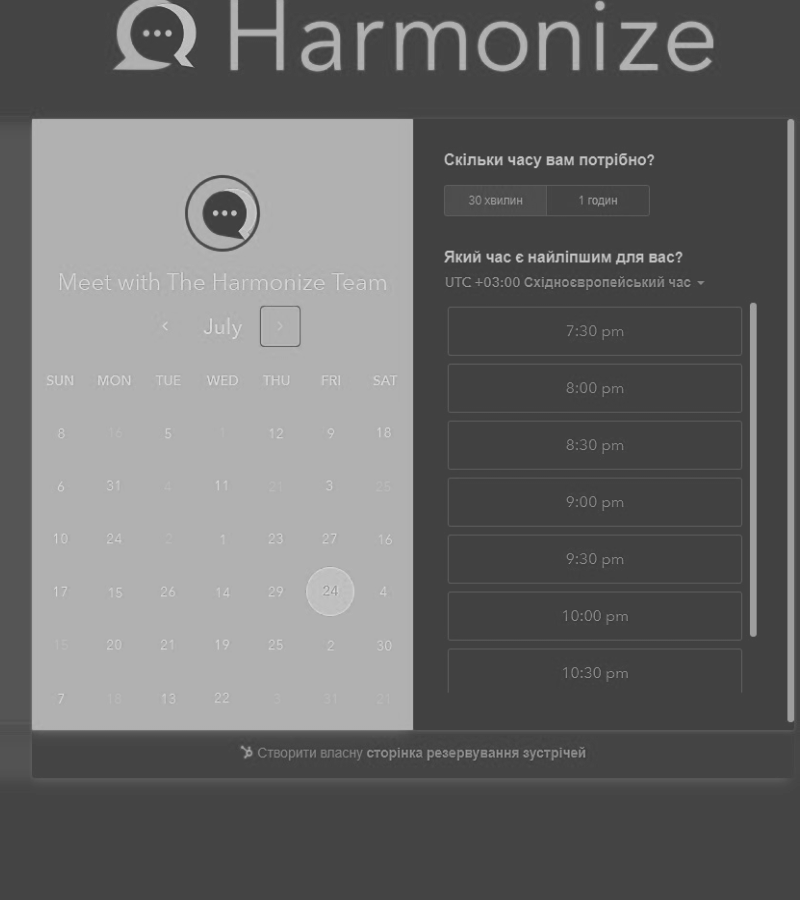 Harmonize
Meet with The Harmonize Team
July
SUN MON TUE WED THU FRI SAT
8 16 5 1 12 9 18
6 31 4 11 21 3 25
10 24 2 1 23 27 16
17 15 26 14 29 24 4
15 20 21 19 25 2 30
7 18 13 22 3 31 21
Скільки часу вам потрібно?
30 хвилин 1 годин
Який час є найліпшим для вас?
UTC +03:00 Східноєвропейський час
7:30 pm
8:00 pm
8:30 pm
9:00 pm
9:30 pm
10:00 pm
10:30 pm
Створити власну сторінка резервування зустрічей